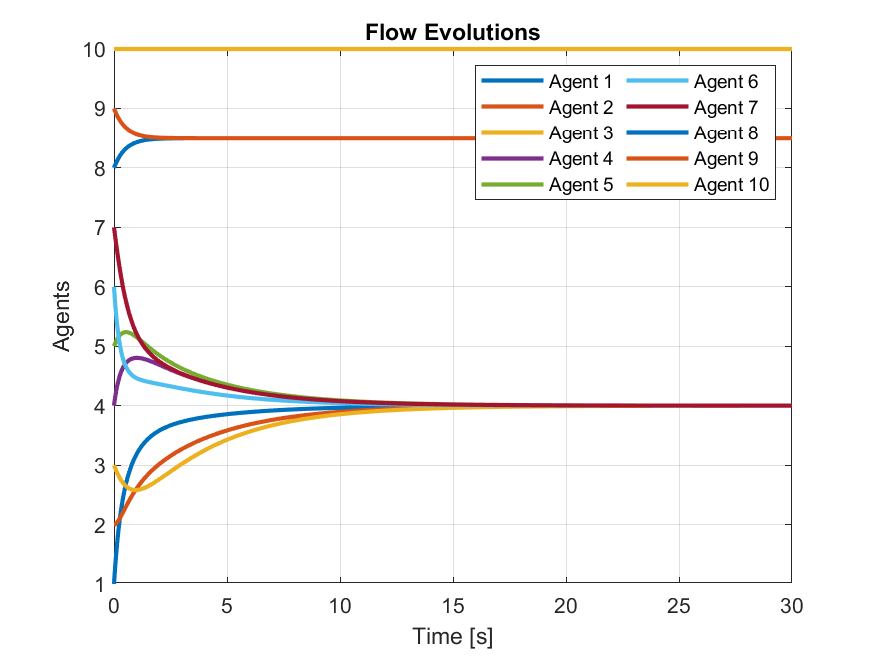 Flow Evolutions
10
9
8
7
6
5
4
3
2
1
Agents
Agent 1 Agent 6
Agent 2 Agent 7
Agent 3 Agent 8
Agent 4 Agent 9
Agent 5 Agent 10
0 5 10 15 20 25 30
Time [s]